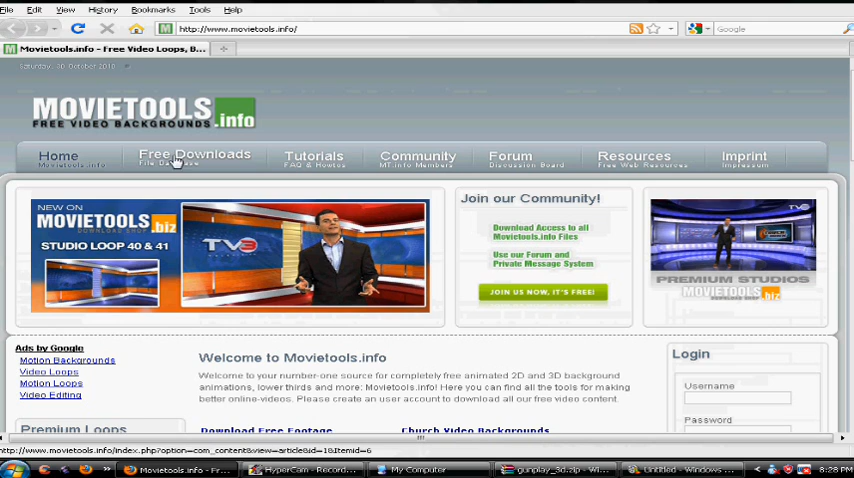 File Edit View History Bookmarks Tools Help
http://www.movietools.info/
Google
Movietools.info - Free Video Loops, B...
Saturday, 30 October 2010
MOVIETOOLS.info
FREE VIDEO BACKGROUNDS
Home Free Downloads Tutorials Community Forum Resources Imprint
Movietools.info File Database FAQ & Howtos MT.info Members Discussion Board Free Web Resources Impressum
NEW ON
MOVIETOOLS.biz
DOWNLOAD SHOP
STUDIO LOOP 40 & 41
TV3
Join our Community!
Download Access to all
Movietools.info Files
Use our Forum and
Private Message System
JOIN US NOW, IT'S FREE!
TV3
PREMIUM STUDIOS
MOVIETOOLS.biz
Ads by Google
Motion Backgrounds
Video Loops
Motion Loops
Video Editing
Premium Loops
Welcome to Movietools.info
Welcome to your number-one source for completely free animated 2D and 3D background
animations, lower thirds and more: Movietools.info! Here you can find all the tools for making
better online-videos. Please create an user account to download all our free video content.
Download Free Footage Church Video Backgrounds
Login
Username
Password
http://www.movietools.info/index.php?option=com_content&view=article&id=1&Itemid=6
Movietools.info - Fr... HyperCam - Record... My Computer gunplay_3d.zip - Wi... Untitled - Windows ... 8:28 PM